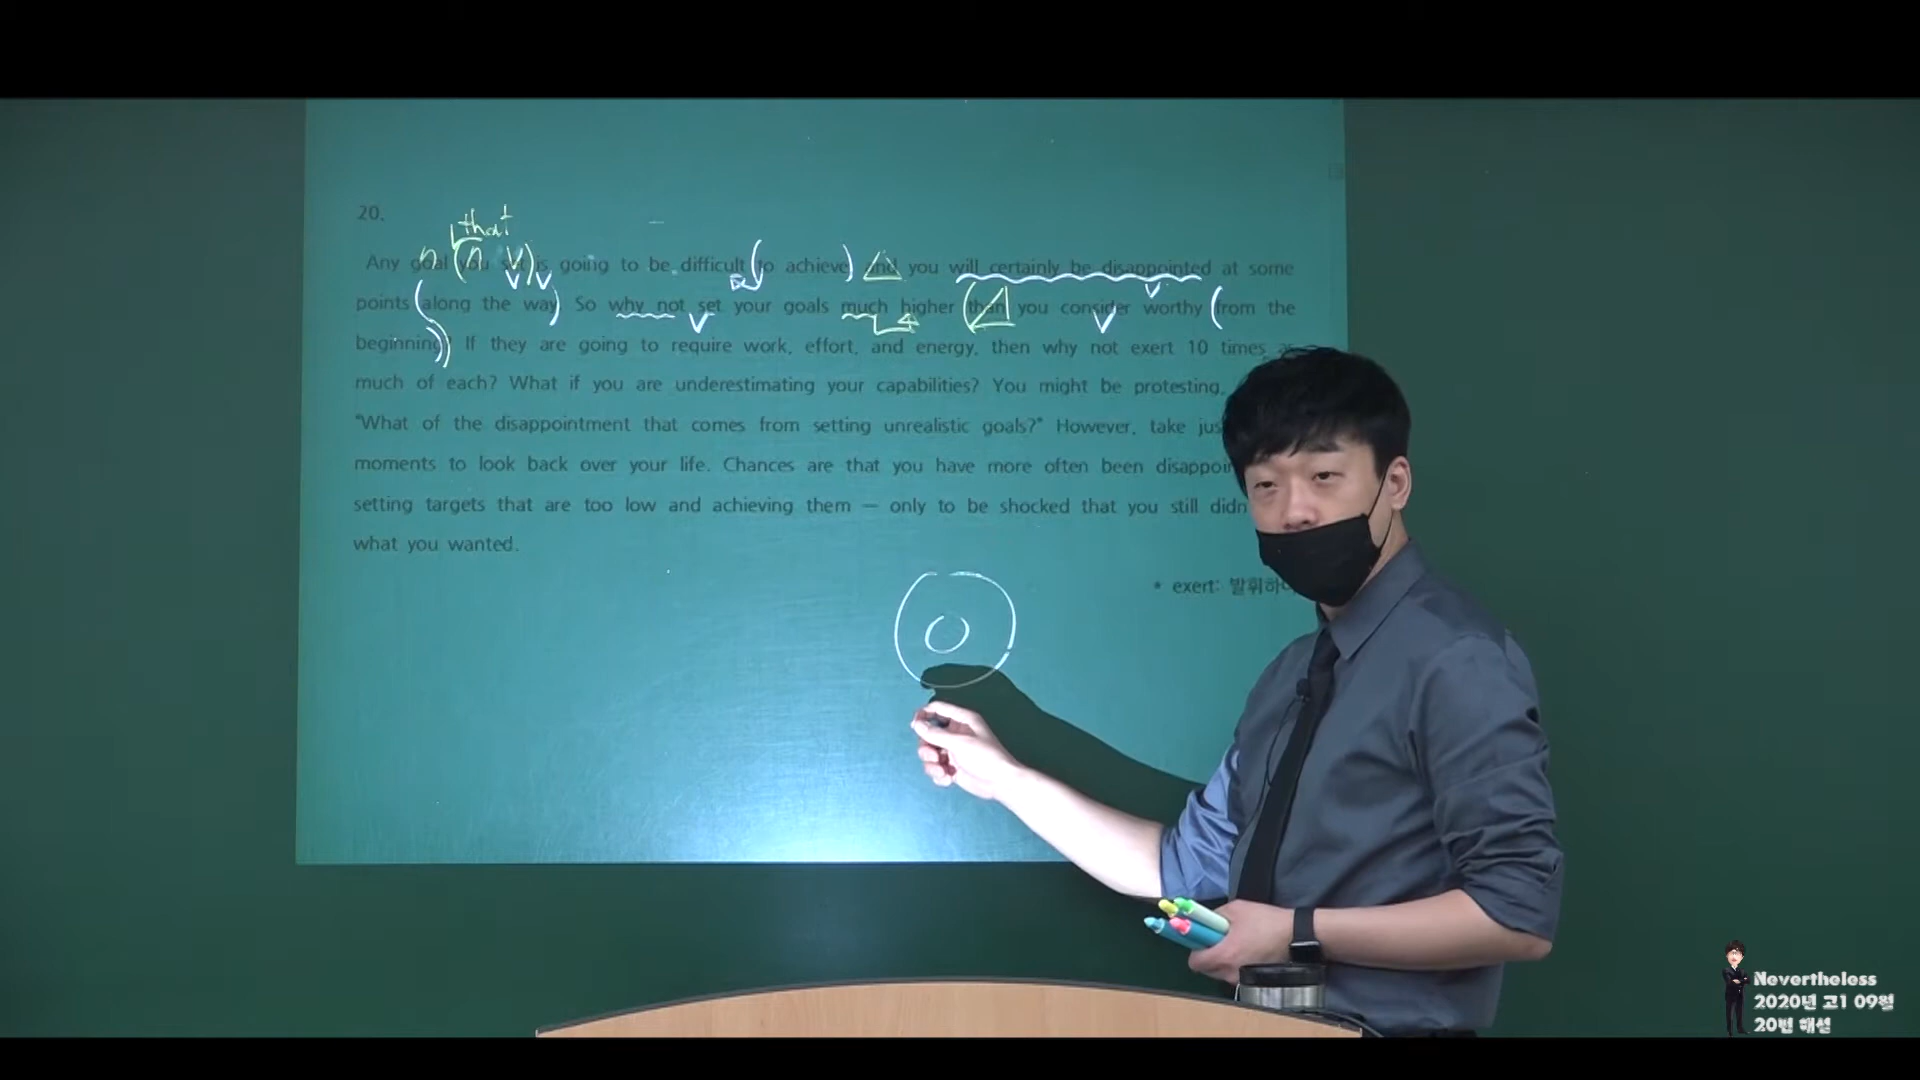 20.
that
n (n V) V
Any goal you set is going to be difficult to achieve, and you will certainly be disappointed at some
points along the way. So why not set your goals much higher than you consider worthy from the
V V V
beginning? If they are going to require work, effort, and energy, then why not exert 10 times as
much of each? What if you are underestimating your capabilities? You might be protesting,
"What of the disappointment that comes from setting unrealistic goals?" However, take
moments to look back over your life. Chances are that you have more often been
setting targets that are too low and achieving them — only to be shocked that you still
what you wanted.
* exert:
Nevertheless
2020년 고1 09월
20번 해설